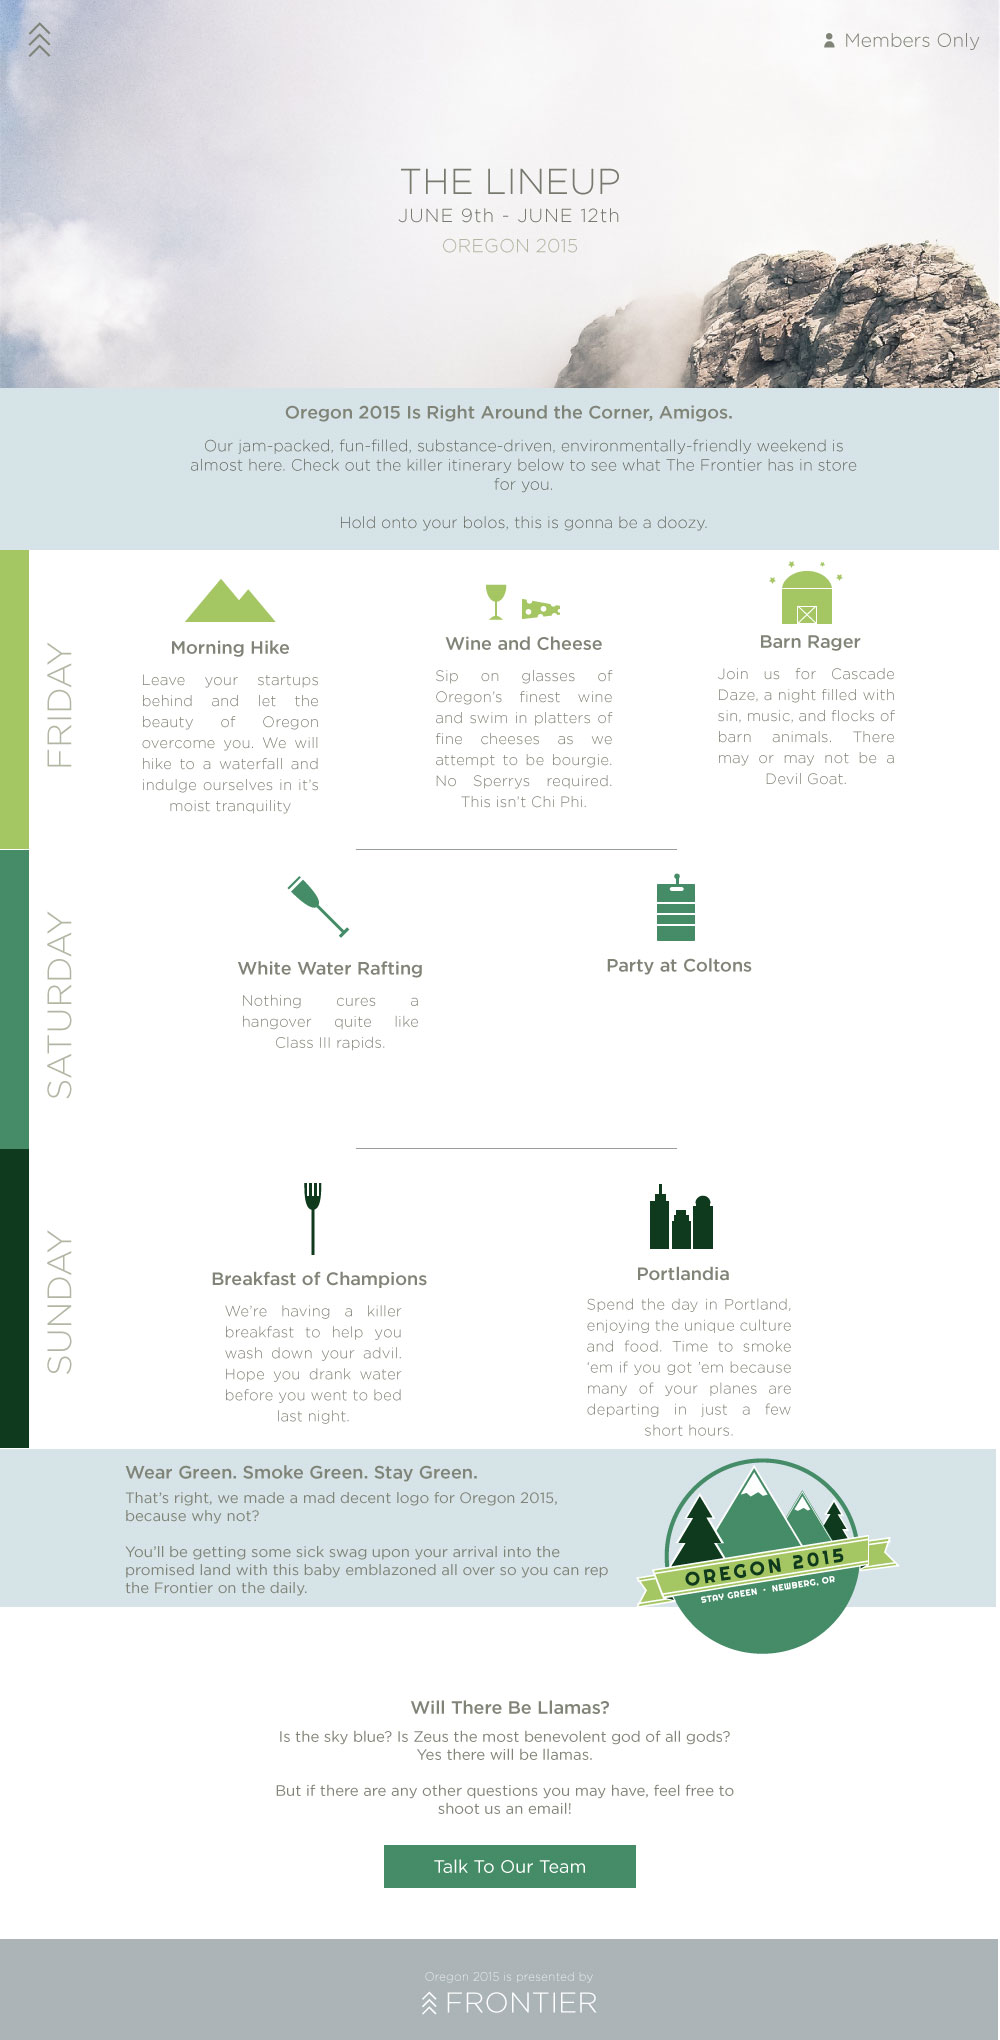 Members Only
THE LINEUP
JUNE 9th - JUNE 12th
OREGON 2015
Oregon 2015 Is Right Around the Corner, Amigos.
Our jam-packed, fun-filled, substance-driven, environmentally-friendly weekend is
almost here. Check out the killer itinerary below to see what The Frontier has in store
for you.
Hold onto your bolos, this is gonna be a doozy.
FRIDAY
Morning Hike
Leave your startups
behind and let the
beauty of Oregon
overcome you. We will
hike to a waterfall and
indulge ourselves in it's
moist tranquility
Wine and Cheese
Sip on glasses of
Oregon's finest wine
and swim in platters of
fine cheeses as we
attempt to be bourgie.
No Sperrys required.
This isn't Chi Phi.
Barn Rager
Join us for Cascade
Daze, a night filled with
sin, music, and flocks of
barn animals. There
may or may not be a
Devil Goat.
SATURDAY
White Water Rafting
Nothing cures a
hangover quite like
Class III rapids.
Party at Coltons
SUNDAY
Breakfast of Champions
We're having a killer
breakfast to help you
wash down your advil.
Hope you drank water
before you went to bed
last night.
Portlandia
Spend the day in Portland,
enjoying the unique culture
and food. Time to smoke
'em if you got 'em because
many of your planes are
departing in just a few
short hours.
Wear Green. Smoke Green. Stay Green.
That's right, we made a mad decent logo for Oregon 2015,
because why not?
You'll be getting some sick swag upon your arrival into the
promised land with this baby emblazoned all over so you can rep
the Frontier on the daily.
OREGON 2015
STAY GREEN · NEWBERG, OR
Will There Be Llamas?
Is the sky blue? Is Zeus the most benevolent god of all gods?
Yes there will be llamas.
But if there are any other questions you may have, feel free to
shoot us an email!
Talk To Our Team
Oregon 2015 is presented by
FRONTIER